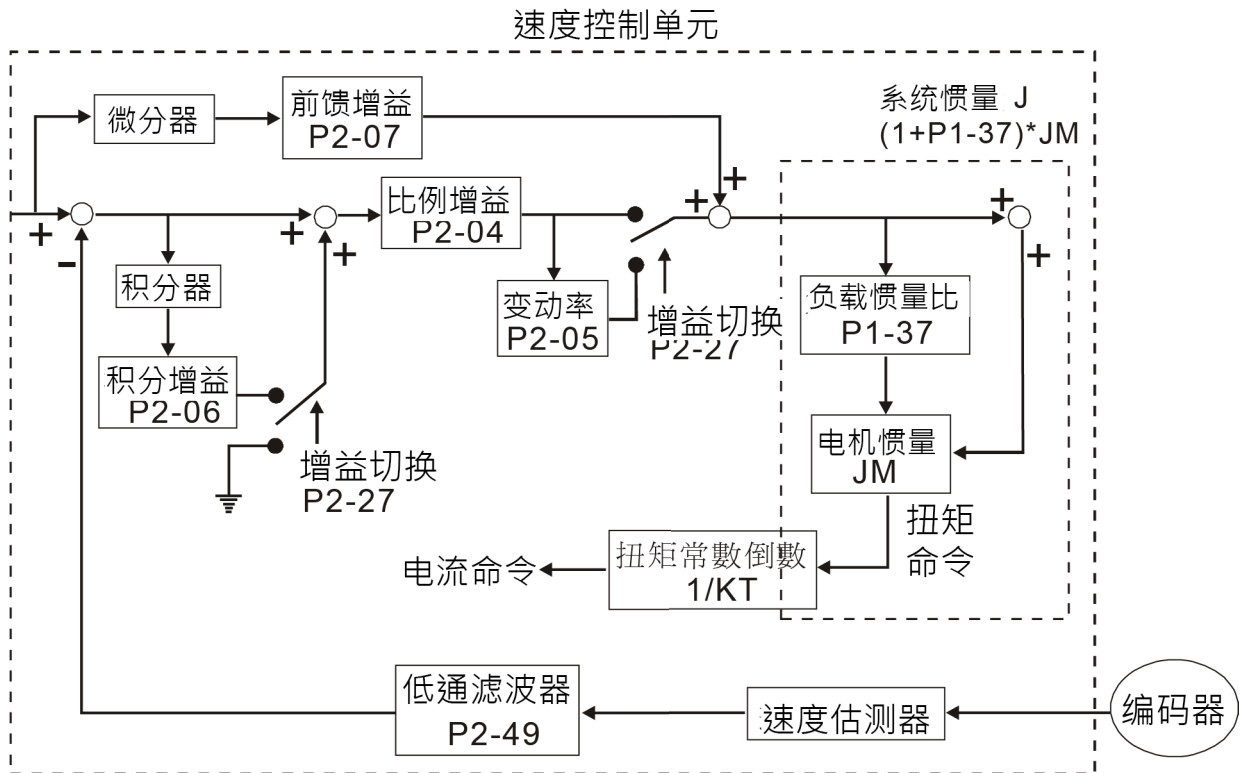 速度控制单元
系统惯量 J
(1+P1-37)*JM
微分器
前馈增益
P2-07
+
+
-
+
+
比例增益
P2-04
+
+
+
+
积分器
变动率
P2-05
增益切换
P2-27
负载惯量比
P1-37
积分增益
P2-06
增益切换
P2-27
电机惯量
JM
扭矩
命令
扭矩常數倒數
1/KT
电流命令
低通滤波器
P2-49
速度估测器
编码器